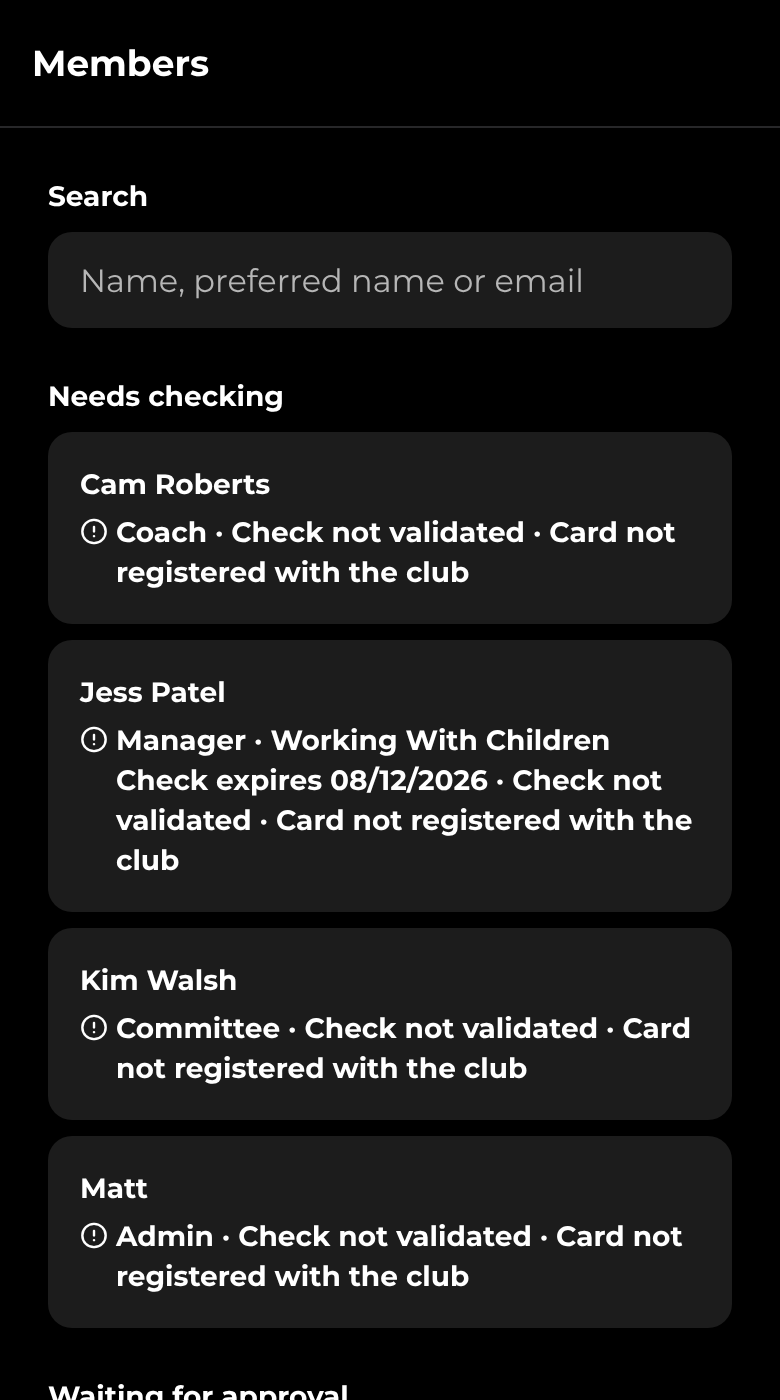 Members
Search
Name, preferred name or email
Needs checking
Cam Roberts
Coach · Check not validated · Card not
registered with the club
Jess Patel
Manager · Working With Children
Check expires 08/12/2026 · Check not
validated · Card not registered with the
club
Kim Walsh
Committee · Check not validated · Card
not registered with the club
Matt
Admin · Check not validated · Card not
registered with the club
Waiting for approval